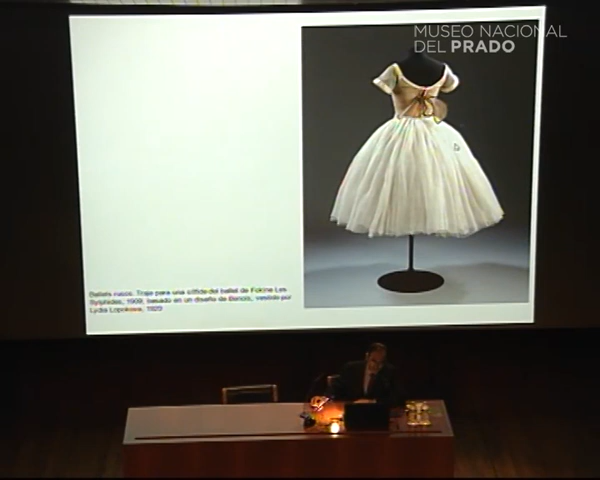 MUSEO NACIONAL
DEL PRADO
Ballets rusos. Traje para una sílfide del ballet de Fokine Les
Sylphides, 1909, basado en un diseño de Benois, vestido por
Lydia Lopokova, 1920